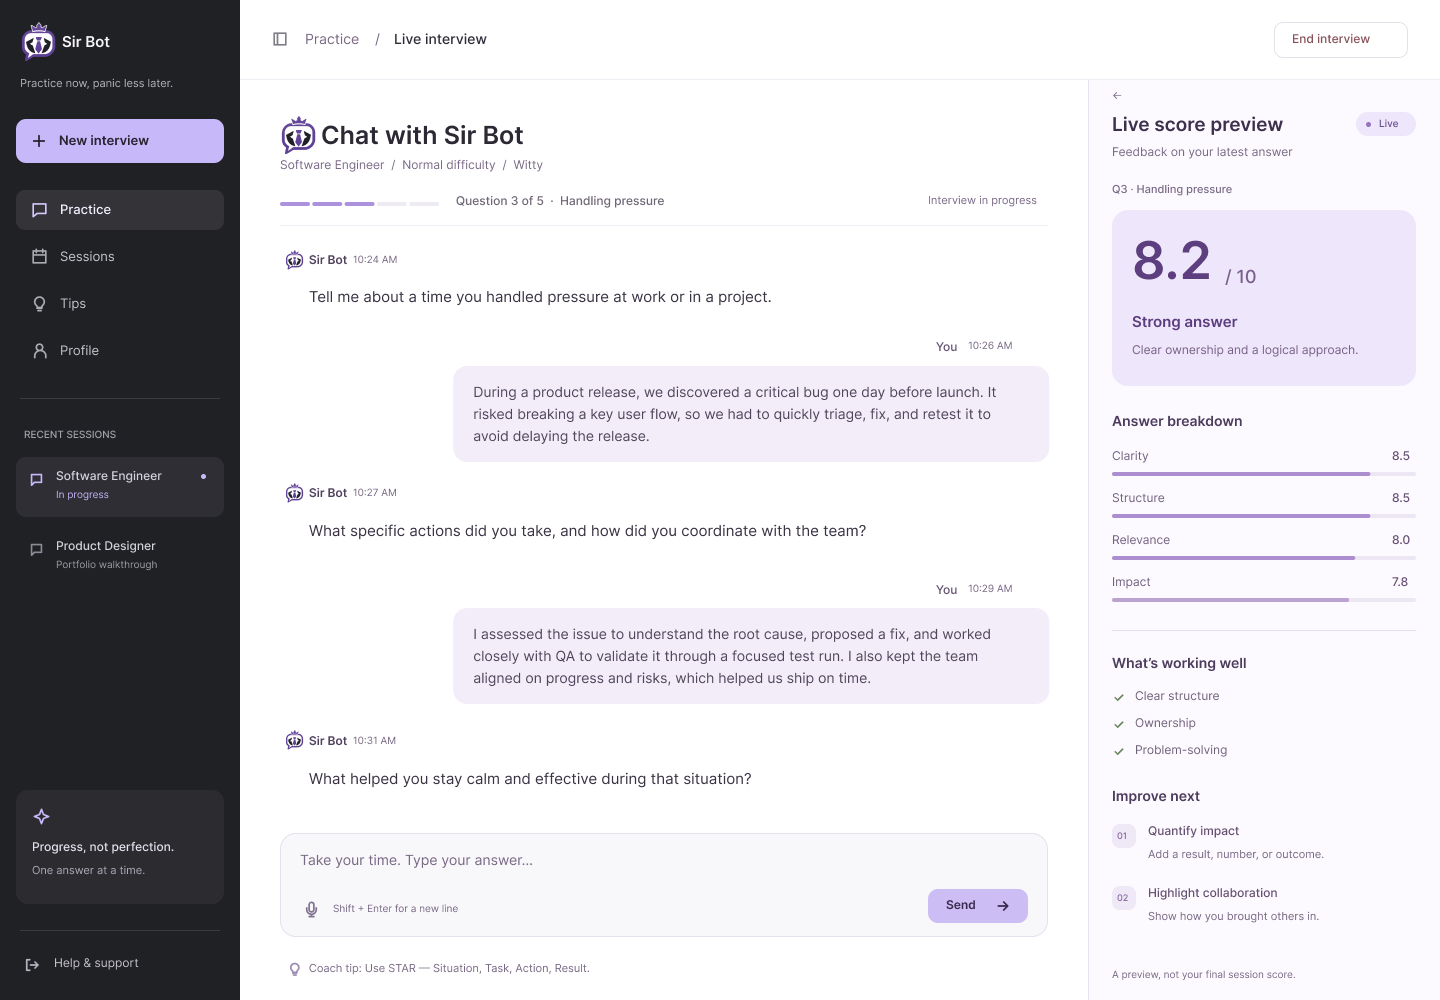 Sir Bot
Practice now, panic less later.
New interview
Practice
Sessions
Tips
Profile
RECENT SESSIONS
Software Engineer
In progress
Product Designer
Portfolio walkthrough
Progress, not perfection.
One answer at a time.
Help & support
Practice / Live interview
End interview
Chat with Sir Bot
Software Engineer / Normal difficulty / Witty
Question 3 of 5 · Handling pressure
Interview in progress
Sir Bot 10:24 AM
Tell me about a time you handled pressure at work or in a project.
You 10:26 AM
During a product release, we discovered a critical bug one day before launch. It
risked breaking a key user flow, so we had to quickly triage, fix, and retest it to
avoid delaying the release.
Sir Bot 10:27 AM
What specific actions did you take, and how did you coordinate with the team?
You 10:29 AM
I assessed the issue to understand the root cause, proposed a fix, and worked
closely with QA to validate it through a focused test run. I also kept the team
aligned on progress and risks, which helped us ship on time.
Sir Bot 10:31 AM
What helped you stay calm and effective during that situation?
Take your time. Type your answer...
Shift + Enter for a new line
Send →
Coach tip: Use STAR — Situation, Task, Action, Result.
←
Live score preview
Live
Feedback on your latest answer
Q3 · Handling pressure
8.2 / 10
Strong answer
Clear ownership and a logical approach.
Answer breakdown
Clarity 8.5
Structure 8.5
Relevance 8.0
Impact 7.8
What's working well
Clear structure
Ownership
Problem-solving
Improve next
01 Quantify impact
Add a result, number, or outcome.
02 Highlight collaboration
Show how you brought others in.
A preview, not your final session score.